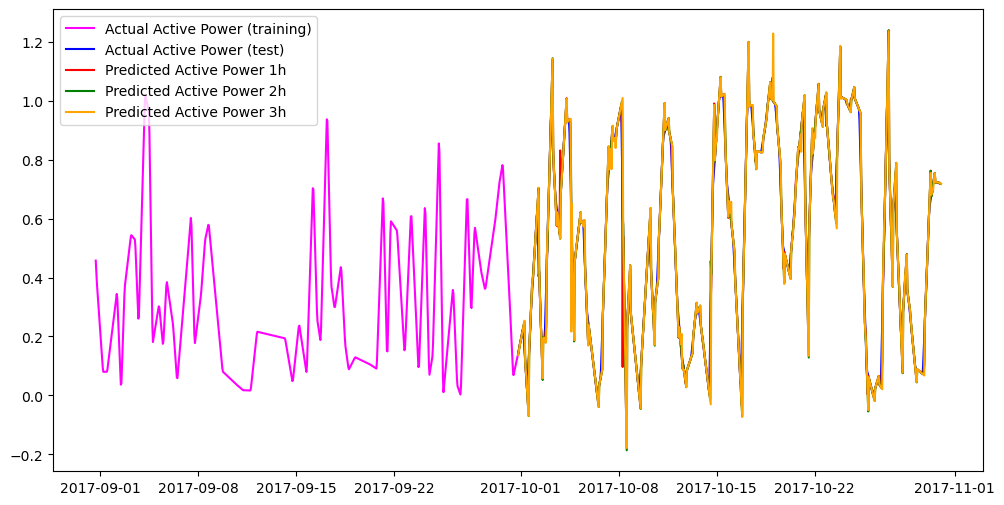 Actual Active Power (training)
Actual Active Power (test)
Predicted Active Power 1h
Predicted Active Power 2h
Predicted Active Power 3h
1.2
1.0
0.8
0.6
0.4
0.2
0.0
−0.2
2017-09-01 2017-09-08 2017-09-15 2017-09-22 2017-10-01 2017-10-08 2017-10-15 2017-10-22 2017-11-01